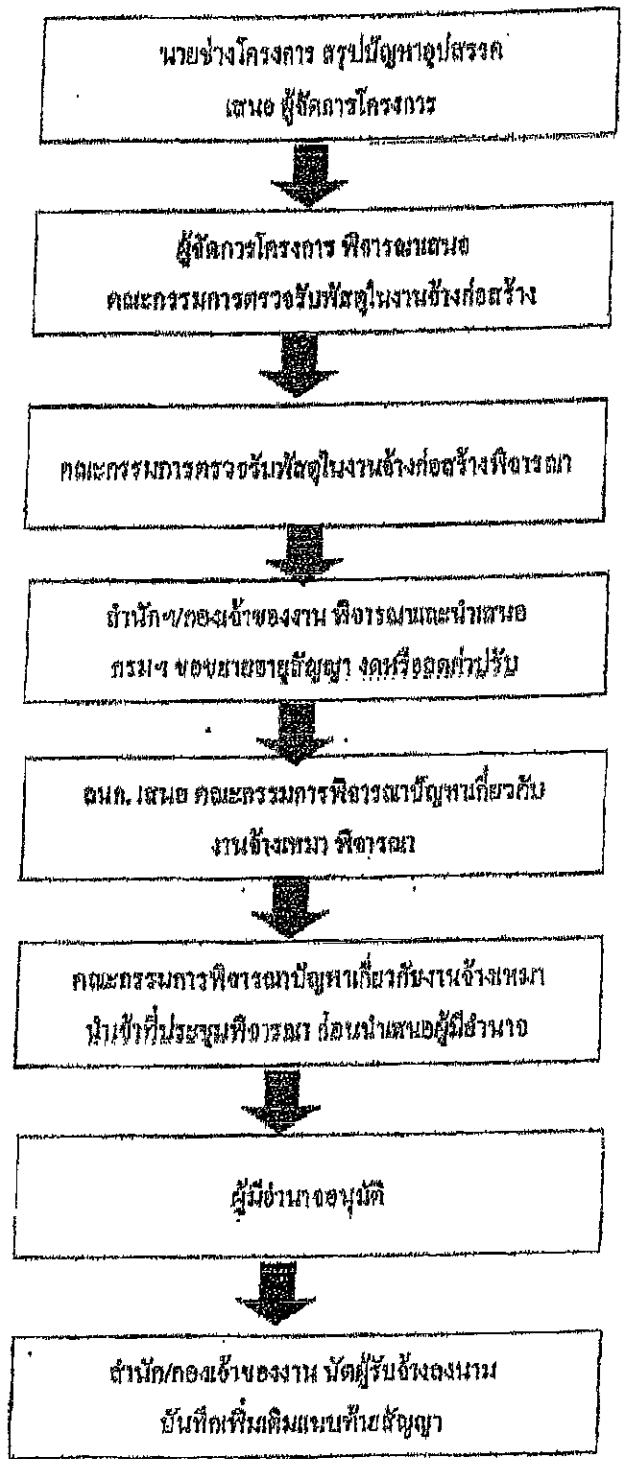 นายช่างโครงการ สรุปปัญหาอุปสรรค
เสนอ ผู้จัดการโครงการ
ผู้จัดการโครงการ พิจารณาเสนอ
คณะกรรมการตรวจรับพัสดุในงานจ้างก่อสร้าง
คณะกรรมการตรวจรับพัสดุในงานจ้างก่อสร้างพิจารณา
สำนักฯ/กองเจ้าของงาน พิจารณาและนำเสนอ
กรมฯ ขอขยายอายุสัญญา งดหรือลดค่าปรับ
เสนอ คณะกรรมการพิจารณาปัญหาเกี่ยวกับ
งานจ้างเหมา พิจารณา
คณะกรรมการพิจารณาปัญหาเกี่ยวกับงานจ้างเหมา
นำเข้าที่ประชุมพิจารณา ก่อนนำเสนอผู้มีอำนาจ
ผู้มีอำนาจอนุมัติ
สำนัก/กองเจ้าของงาน นัดผู้รับจ้างลงนาม
บันทึกเพิ่มเติมแนบท้ายสัญญา